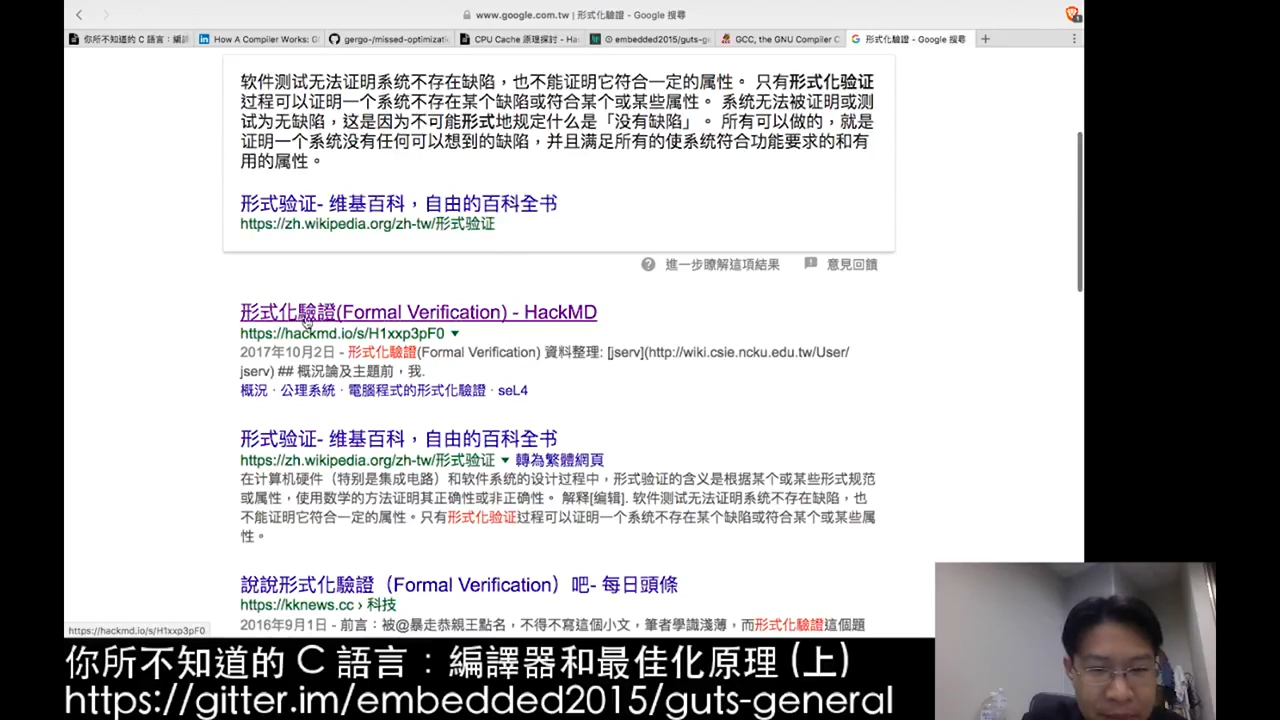 www.google.com.tw | 形式化驗證 - Google 搜尋
你所不知道的 C 語言：編譯
How A Compiler Works: G
gergo-/missed-optimizati
CPU Cache 原理探討 - Ha
embedded2015/guts-g
GCC, the GNU Compiler C
形式化驗證 - Google 搜尋
软件测试无法证明系统不存在缺陷，也不能证明它符合一定的属性。 只有形式化验证
过程可以证明一个系统不存在某个缺陷或符合某个或某些属性。 系统无法被证明或测
试为无缺陷，这是因为不可能形式地规定什么是「没有缺陷」。 所有可以做的，就是
证明一个系统没有任何可以想到的缺陷，并且满足所有的使系统符合功能要求的和有
用的属性。
形式验证- 维基百科，自由的百科全书
https://zh.wikipedia.org/zh-tw/形式验证
進一步瞭解這項結果
意見回饋
形式化驗證(Formal Verification) - HackMD
https://hackmd.io/s/H1xxp3pF0
2017年10月2日 - 形式化驗證(Formal Verification) 資料整理: [jserv](http://wiki.csie.ncku.edu.tw/User/
jserv) ## 概況論及主題前，我.
概況 · 公理系統 · 電腦程式的形式化驗證 · seL4
形式验证- 维基百科，自由的百科全书
https://zh.wikipedia.org/zh-tw/形式验证 轉為繁體網頁
在计算机硬件（特别是集成电路）和软件系统的设计过程中，形式验证的含义是根据某个或某些形式规范
或属性，使用数学的方法证明其正确性或非正确性。 解释[编辑]. 软件测试无法证明系统不存在缺陷，也
不能证明它符合一定的属性。只有形式化验证过程可以证明一个系统不存在某个缺陷或符合某个或某些属
性。
說說形式化驗證（Formal Verification）吧- 每日頭條
https://kknews.cc › 科技
2016年9月1日 - 前言：被@暴走恭親王點名，不得不寫這個小文，筆者學識淺薄，而形式化驗證這個題
https://hackmd.io/s/H1xxp3pF0
你所不知道的 C 語言：編譯器和最佳化原理 (上)
https://gitter.im/embedded2015/guts-general